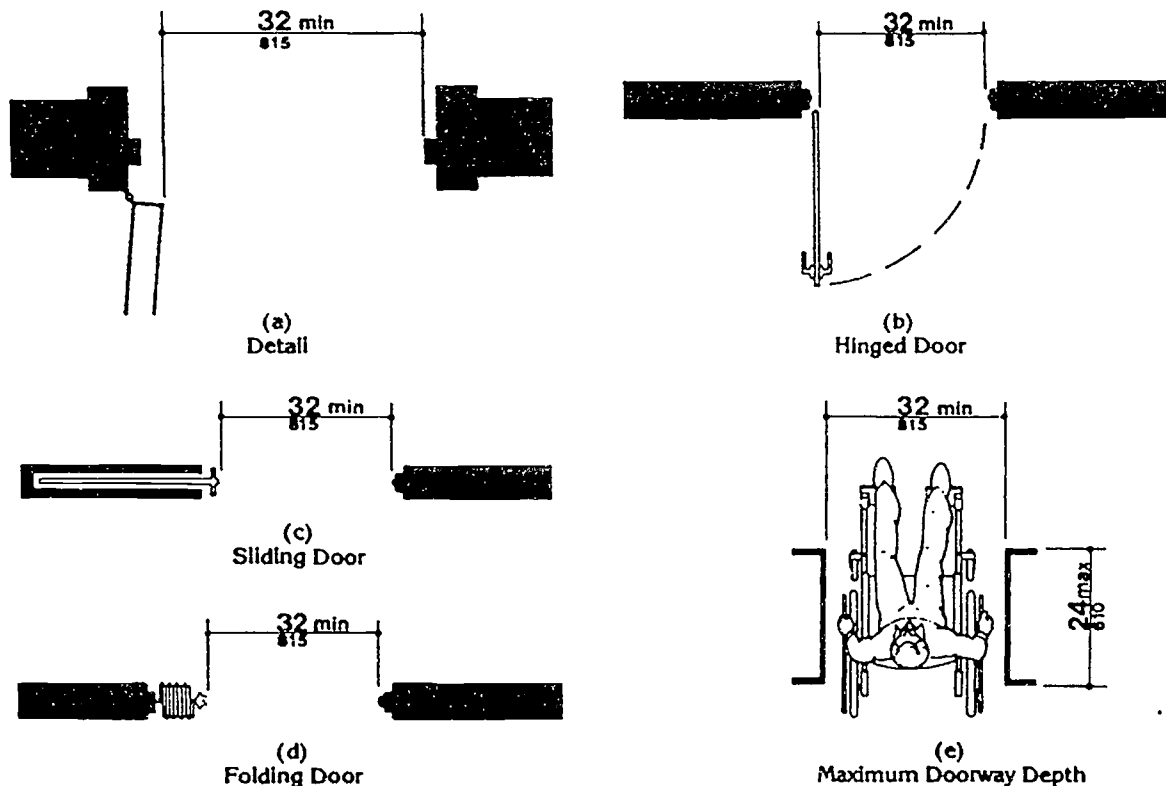 32 min
815
(a)
Detail
32 min
815
(b)
Hinged Door
32 min
815
(c)
Sliding Door
32 min
815
(d)
Folding Door
32 min
815
24 max
610
(e)
Maximum Doorway Depth